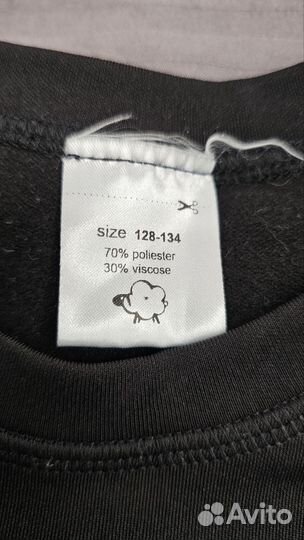 size 128-134
70% poliester
30% viscose
Avito